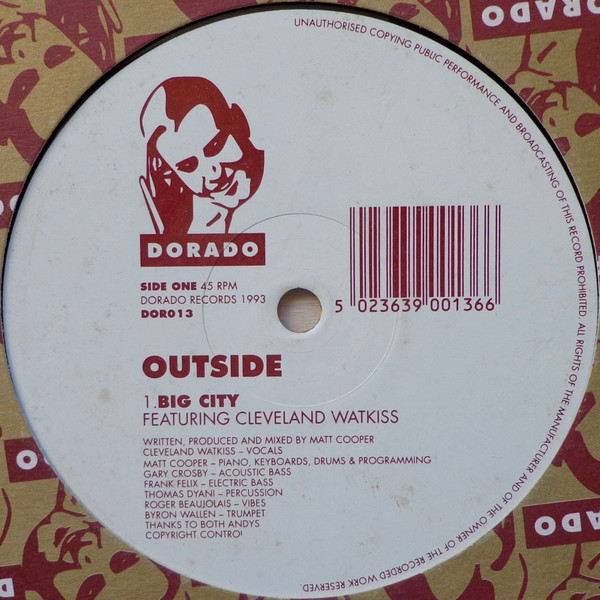 UNAUTHORISED COPYING PUBLIC PERFORMANCE AND BROADCASTING OF THIS RECORD PROHIBITED. ALL RIGHTS OF THE MANUFACTURER AND OF THE OWNER OF THE RECORDED WORK RESERVED.
DORADO
SIDE ONE 45 RPM
DORADO RECORDS 1993
DOR013
5 023639 001366
OUTSIDE
1.BIG CITY
FEATURING CLEVELAND WATKISS
WRITTEN, PRODUCED AND MIXED BY MATT COOPER
CLEVELAND WATKISS – VOCALS
MATT COOPER – PIANO, KEYBOARDS, DRUMS & PROGRAMMING
GARY CROSBY – ACOUSTIC BASS
FRANK FELIX – ELECTRIC BASS
THOMAS DYANI – PERCUSSION
ROGER BEAUJOLAIS – VIBES
BYRON WALLEN – TRUMPET
THANKS TO BOTH ANDYS
COPYRIGHT CONTROL
DORADO
DORADO